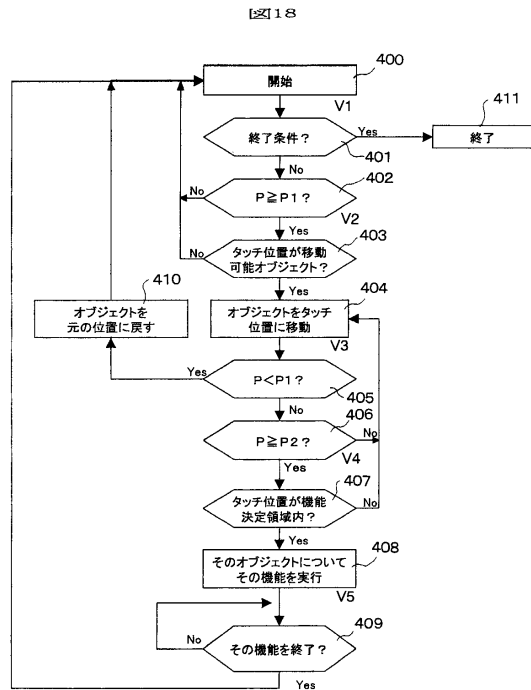 図18
400
開始
V1
411
終了条件？
Yes
終了
401
No
402
No
P≧P1？
V2
Yes
403
No
タッチ位置が移動
可能オブジェクト？
410
Yes
404
オブジェクトを
元の位置に戻す
オブジェクトをタッチ
位置に移動
V3
Yes
P＜P1？
405
No
406
P≧P2？
No
V4
Yes
407
タッチ位置が機能
決定領域内？
No
Yes
408
そのオブジェクトについて
その機能を実行
V5
409
No
その機能を終了？
Yes